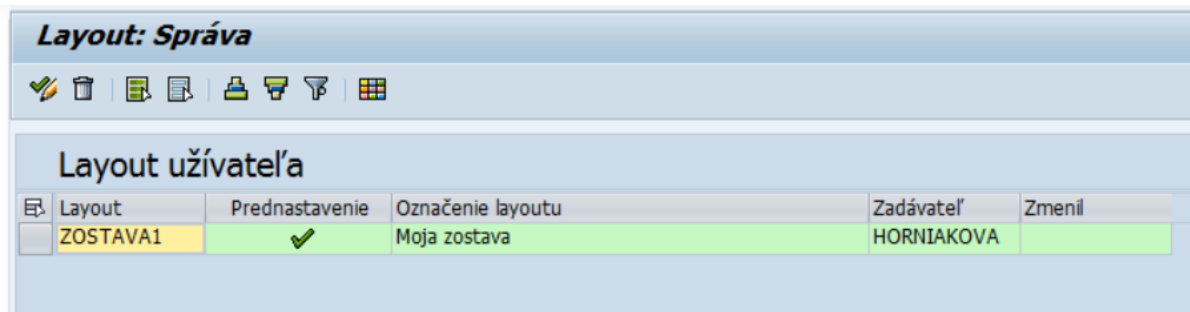 Layout: Správa
Layout užívateľa
Layout Prednastavenie Označenie layoutu Zadávateľ Zmenil
ZOSTAVA1 Moja zostava HORNIAKOVA